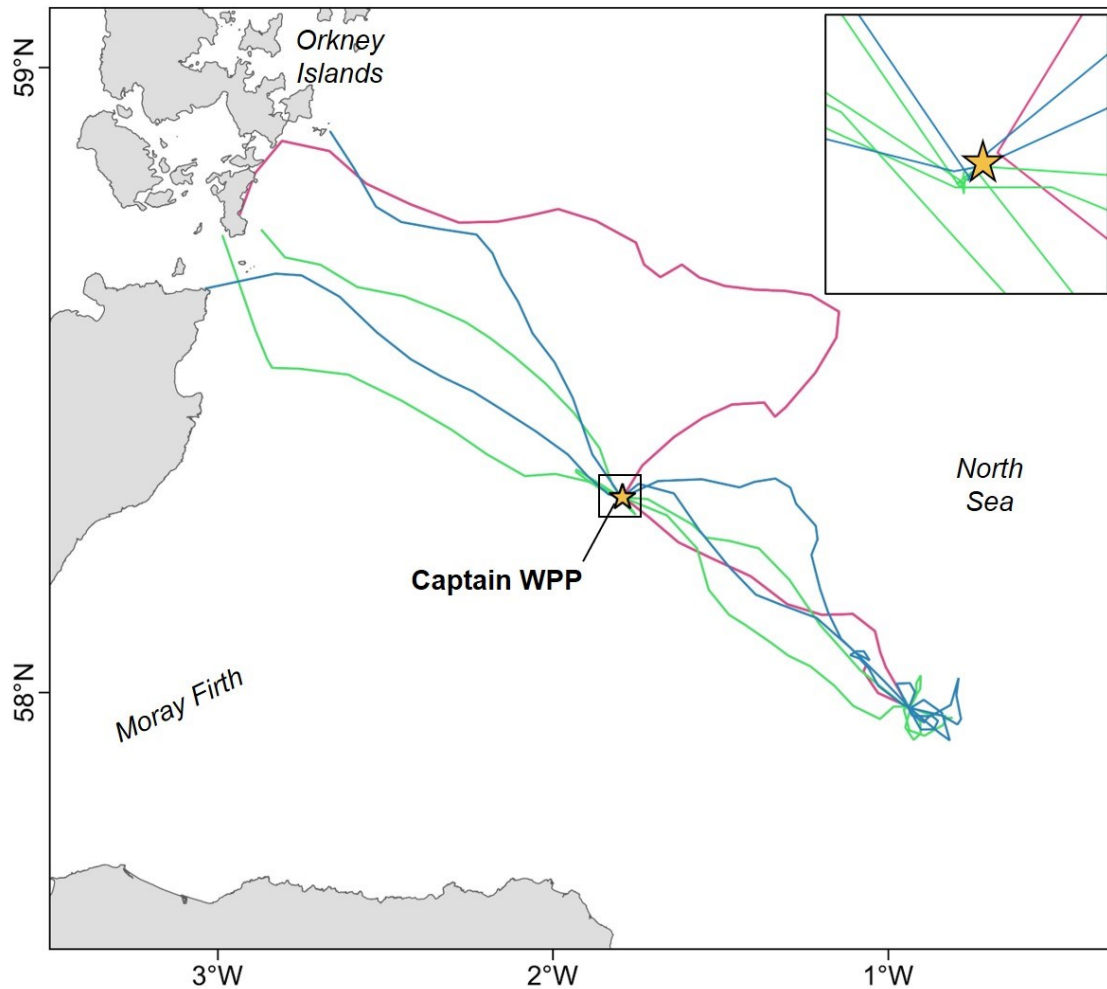 Orkney
Islands
59°N
North
Sea
Captain WPP
58°N
Moray Firth
3°W
2°W
1°W